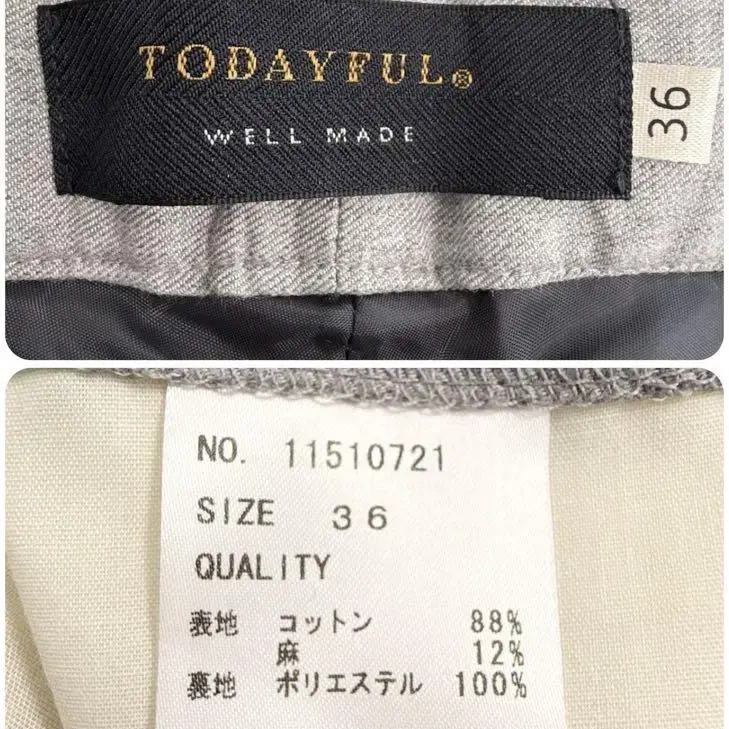 TODAYFUL®
WELL MADE
36
NO. 11510721
SIZE 36
QUALITY
表地 コットン 88%
麻 12%
裏地 ポリエステル 100%